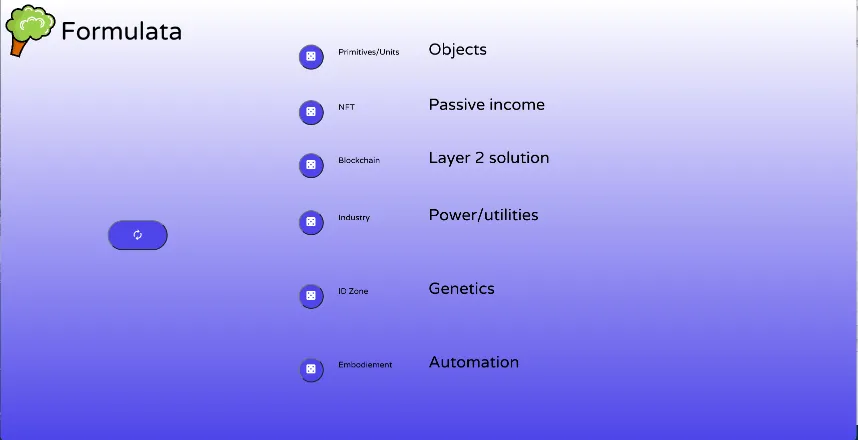 Formulata
Primitives/Units Objects
NFT Passive income
Blockchain Layer 2 solution
Industry Power/utilities
ID Zone Genetics
Embodiement Automation